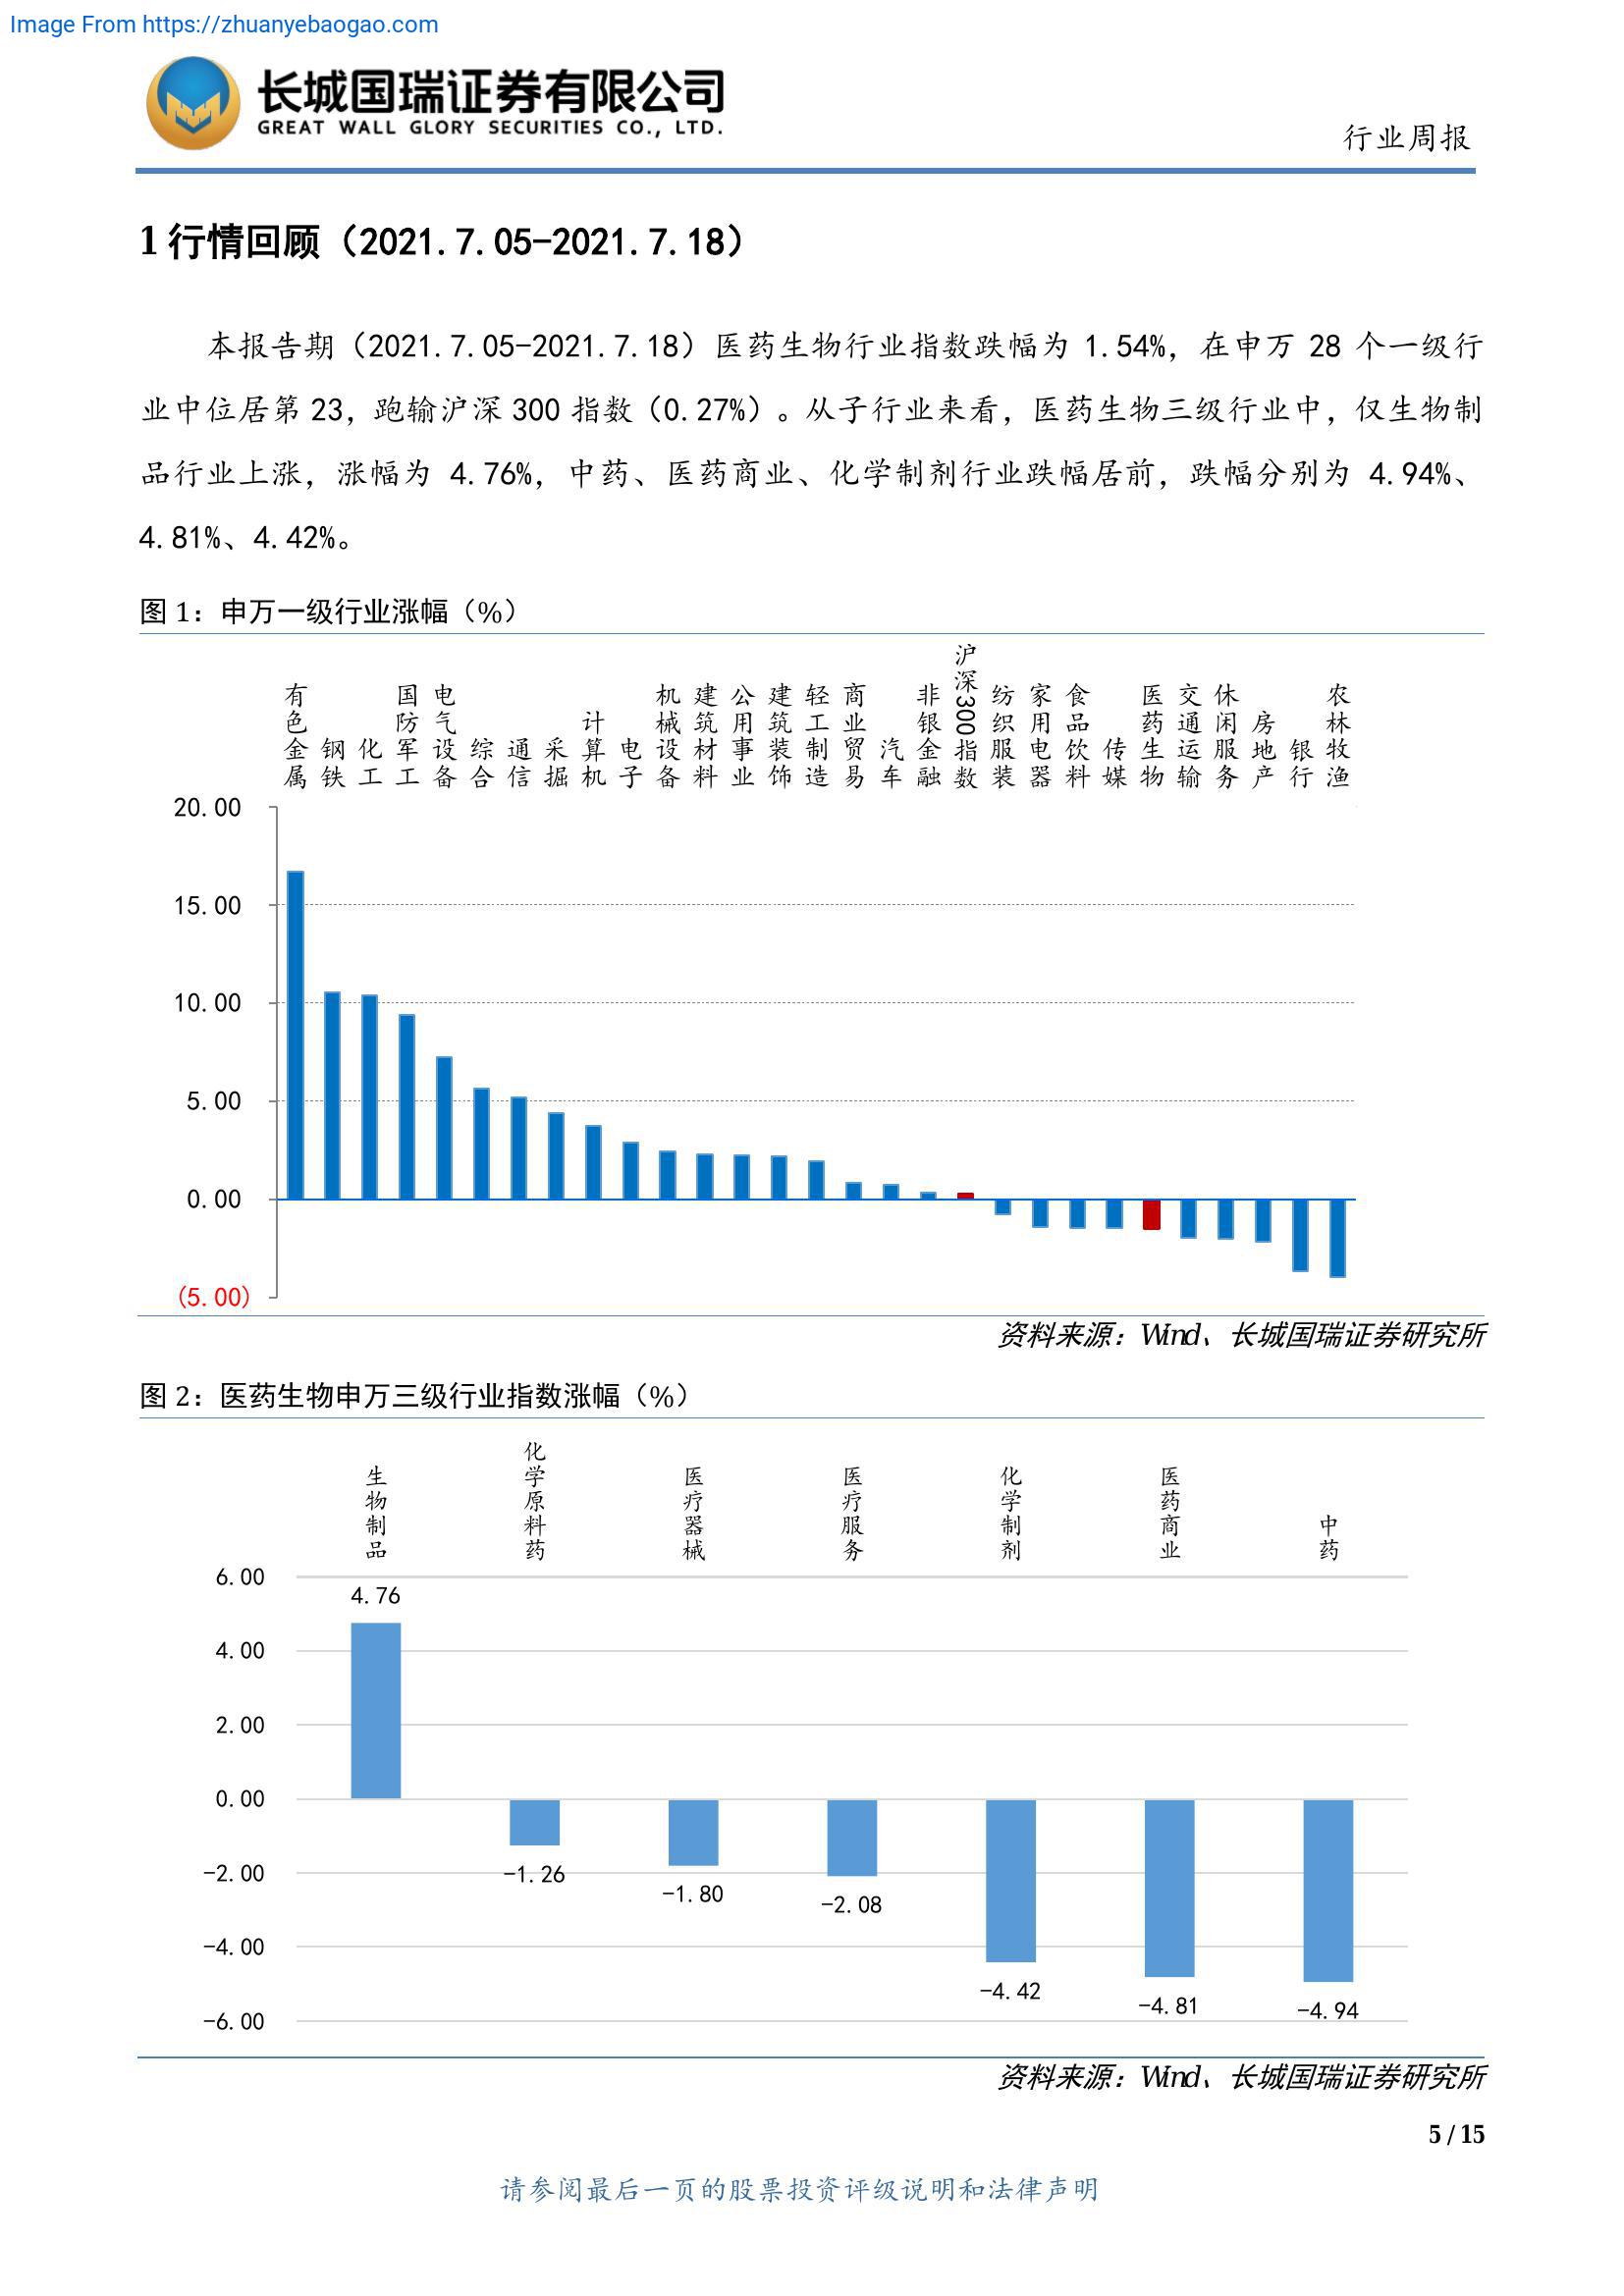 Image From https://zhuanyebaogao.com
长城国瑞证券有限公司
GREAT WALL GLORY SECURITIES CO., LTD.
行业周报
1 行情回顾（2021.7.05-2021.7.18）
本报告期（2021.7.05-2021.7.18）医药生物行业指数跌幅为 1.54%，在申万 28 个一级行
业中位居第 23，跑输沪深 300 指数（0.27%）。从子行业来看，医药生物三级行业中，仅生物制
品行业上涨，涨幅为 4.76%，中药、医药商业、化学制剂行业跌幅居前，跌幅分别为 4.94%、
4.81%、4.42%。
图 1：申万一级行业涨幅（%）
有色金属
钢铁
化工
国防军工
电气设备
综合
通信
采掘
计算机
电子
机械设备
建筑材料
公用事业
建筑装饰
轻工制造
商业贸易
汽车
非银金融
沪深300指数
纺织服装
家用电器
食品饮料
传媒
医药生物
交通运输
休闲服务
房地产
银行
农林牧渔
20.00
15.00
10.00
5.00
0.00
(5.00)
资料来源：Wind、长城国瑞证券研究所
图 2：医药生物申万三级行业指数涨幅（%）
生物制品
化学原料药
医疗器械
医疗服务
化学制剂
医药商业
中药
6.00
4.00
2.00
0.00
-2.00
-4.00
-6.00
4.76
-1.26
-1.80
-2.08
-4.42
-4.81
-4.94
资料来源：Wind、长城国瑞证券研究所
5 / 15
请参阅最后一页的股票投资评级说明和法律声明